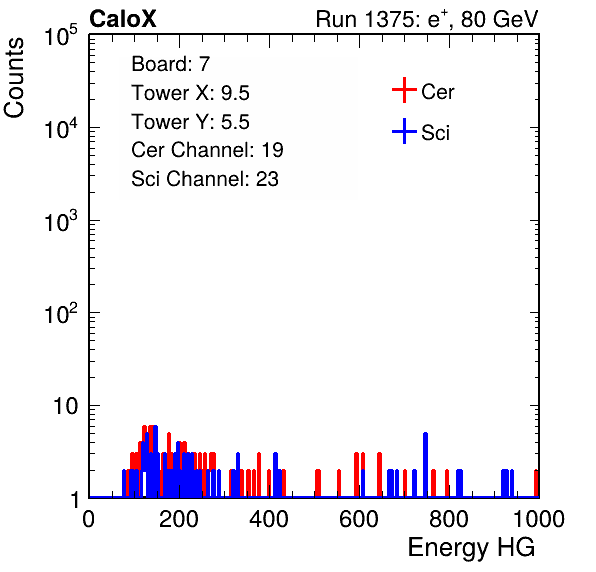 CaloX Run 1375: e⁺, 80 GeV
Counts
10⁵
10⁴
10³
10²
10
1
Board: 7
Tower X: 9.5
Tower Y: 5.5
Cer Channel: 19
Sci Channel: 23
Cer
Sci
0 200 400 600 800 1000
Energy HG